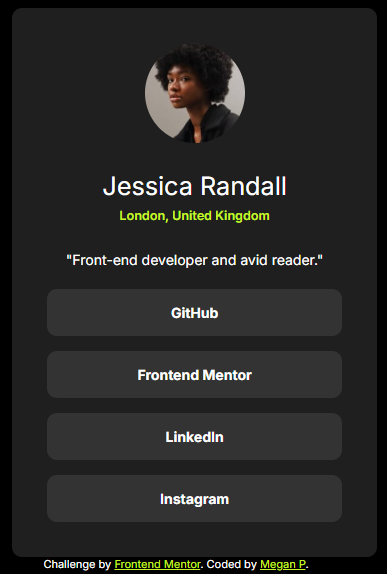 Jessica Randall
London, United Kingdom
"Front-end developer and avid reader."
GitHub
Frontend Mentor
LinkedIn
Instagram
Challenge by Frontend Mentor. Coded by Megan P.